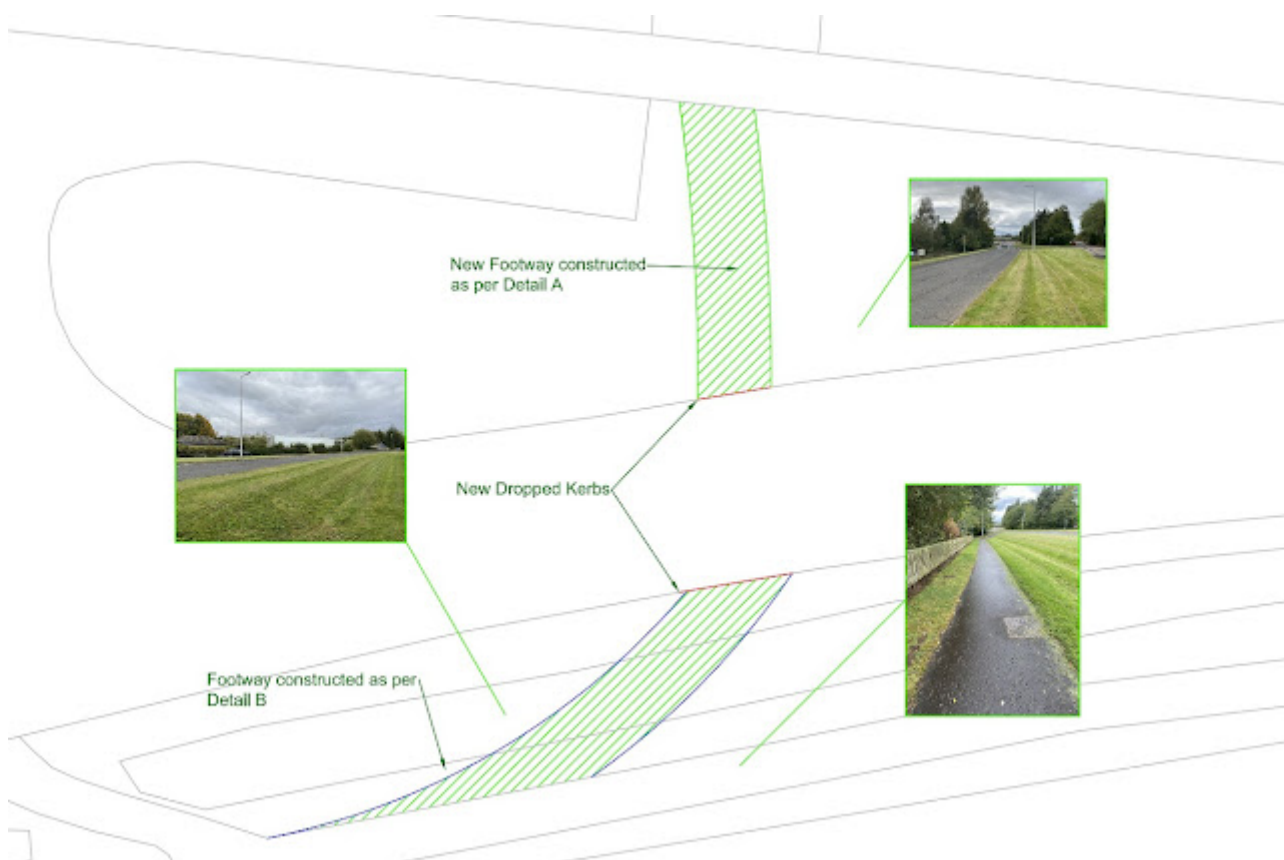 New Footway constructed
as per Detail A
New Dropped Kerbs
Footway constructed as per
Detail B